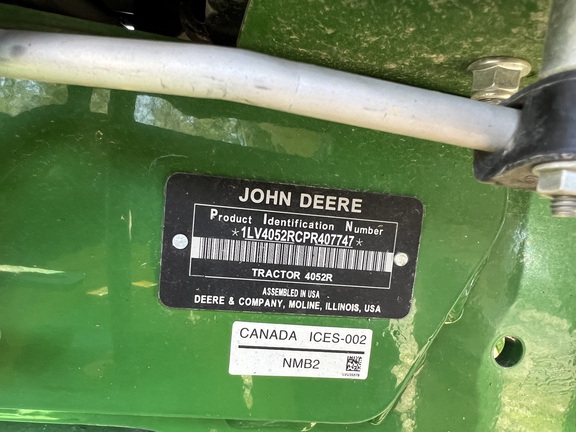 JOHN DEERE
Product Identification Number
*1LV4052RCPR407747*
TRACTOR 4052R
ASSEMBLED IN USA
DEERE & COMPANY, MOLINE, ILLINOIS, USA
CANADA ICES-002
NMB2